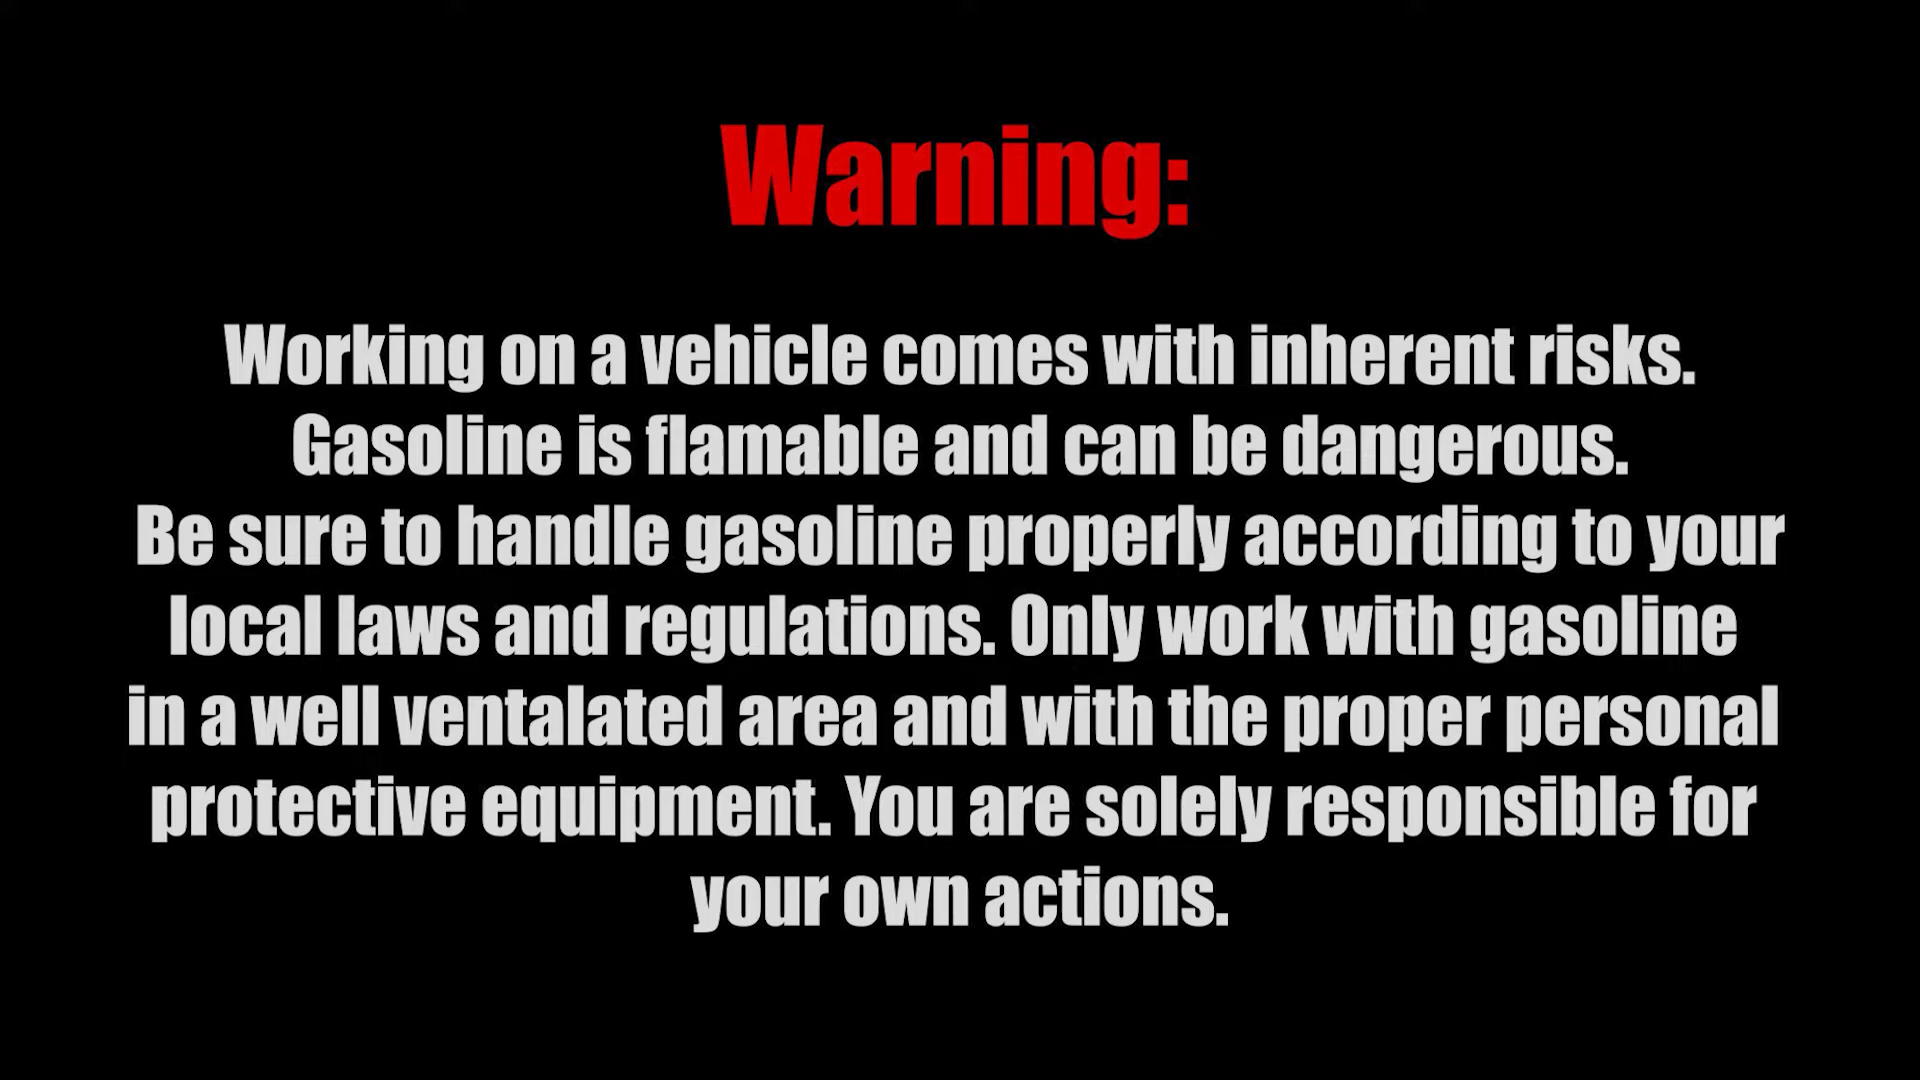 Warning:
Working on a vehicle comes with inherent risks.
Gasoline is flamable and can be dangerous.
Be sure to handle gasoline properly according to your
local laws and regulations. Only work with gasoline
in a well ventalated area and with the proper personal
protective equipment. You are solely responsible for
your own actions.